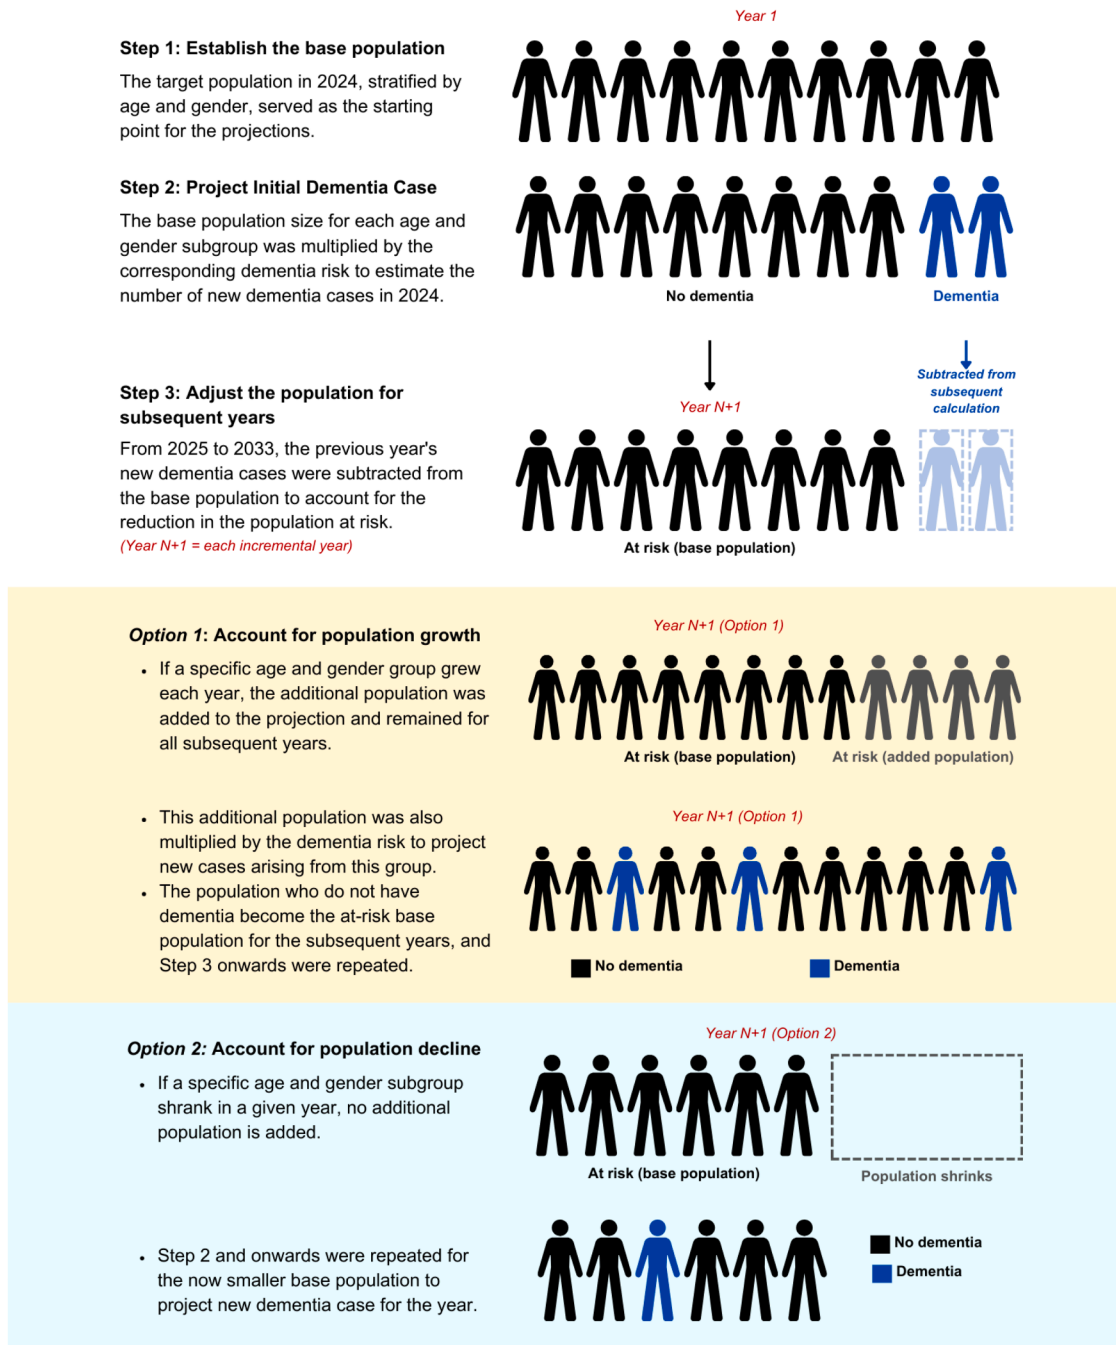 Year 1
Step 1: Establish the base population
The target population in 2024, stratified by
age and gender, served as the starting
point for the projections.
Step 2: Project Initial Dementia Case
The base population size for each age and
gender subgroup was multiplied by the
corresponding dementia risk to estimate the
number of new dementia cases in 2024.
No dementia
Dementia
Step 3: Adjust the population for
subsequent years
From 2025 to 2033, the previous year's
new dementia cases were subtracted from
the base population to account for the
reduction in the population at risk.
(Year N+1 = each incremental year)
Year N+1
Subtracted from
subsequent
calculation
At risk (base population)
Option 1: Account for population growth
If a specific age and gender group grew
each year, the additional population was
added to the projection and remained for
all subsequent years.
Year N+1 (Option 1)
At risk (base population)
At risk (added population)
This additional population was also
multiplied by the dementia risk to project
new cases arising from this group.
The population who do not have
dementia become the at-risk base
population for the subsequent years, and
Step 3 onwards were repeated.
Year N+1 (Option 1)
No dementia
Dementia
Option 2: Account for population decline
If a specific age and gender subgroup
shrank in a given year, no additional
population is added.
Year N+1 (Option 2)
At risk (base population)
Population shrinks
Step 2 and onwards were repeated for
the now smaller base population to
project new dementia case for the year.
No dementia
Dementia